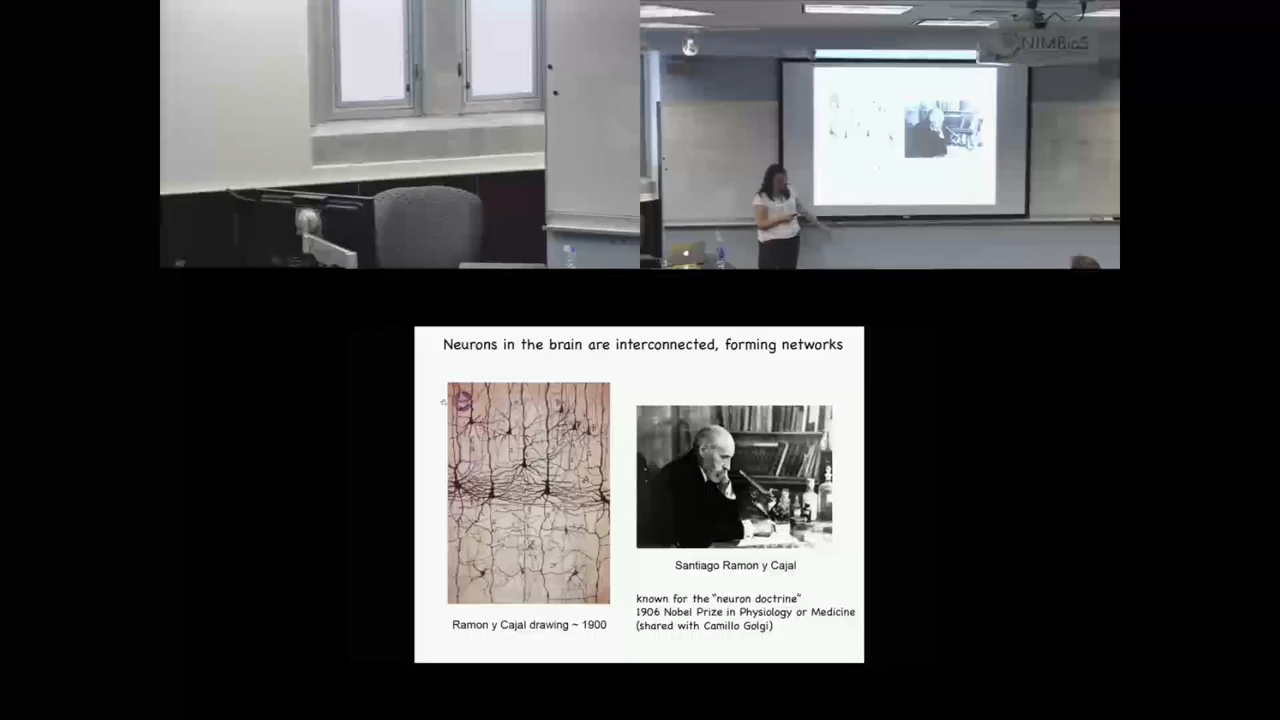 NIMBioS
Neurons in the brain are interconnected, forming networks
Ramon y Cajal drawing ~ 1900
Santiago Ramon y Cajal
known for the "neuron doctrine"
1906 Nobel Prize in Physiology or Medicine
(shared with Camillo Golgi)